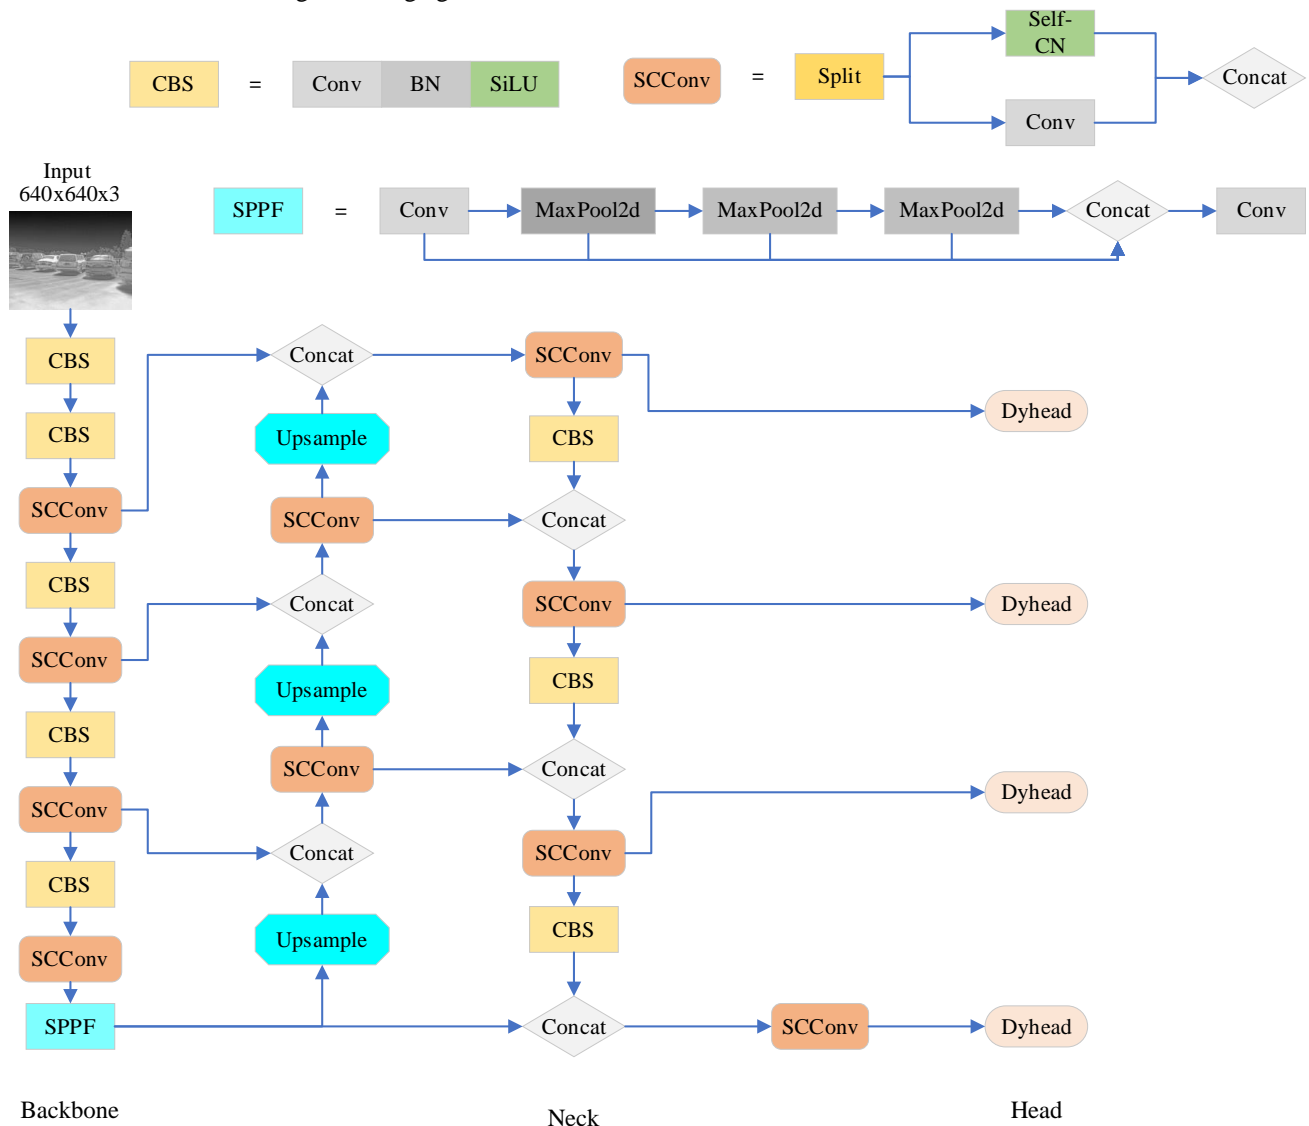 CBS = Conv BN SiLU
SCConv = Split
Self-
CN
Conv
Concat
Input
640x640x3
SPPF = Conv MaxPool2d MaxPool2d MaxPool2d Concat Conv
CBS
CBS
SCConv
CBS
SCConv
CBS
SCConv
CBS
SCConv
SPPF
Concat
Upsample
SCConv
Concat
Upsample
SCConv
Concat
Upsample
SCConv
CBS
Concat
SCConv
CBS
Concat
SCConv
CBS
Concat
SCConv
Dyhead
Dyhead
Dyhead
Dyhead
Backbone
Neck
Head